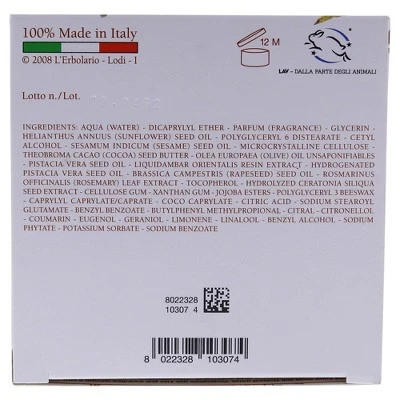 100% Made in Italy
© 2008 L'Erbolario - Lodi - I
12 M
LAV - DALLA PARTE DEGLI ANIMALI
Lotto n./Lot.
INGREDIENTS: AQUA (WATER) - DICAPRYLYL ETHER - PARFUM (FRAGRANCE) - GLYCERIN -
HELIANTHUS ANNUUS (SUNFLOWER) SEED OIL - POLYGLYCERYL 6 DISTEARATE - CETYL
ALCOHOL - SESAMUM INDICUM (SESAME) SEED OIL - MICROCRYSTALLINE CELLULOSE -
THEOBROMA CACAO (COCOA) SEED BUTTER - OLEA EUROPAEA (OLIVE) OIL UNSAPONIFIABLES
- PISTACIA VERA SEED OIL - LIQUIDAMBAR ORIENTALIS RESIN EXTRACT - HYDROGENATED
PISTACIA VERA SEED OIL - BRASSICA CAMPESTRIS (RAPESEED) SEED OIL - ROSMARINUS
OFFICINALIS (ROSEMARY) LEAF EXTRACT - TOCOPHEROL - HYDROLYZED CERATONIA SILIQUA
SEED EXTRACT - CELLULOSE GUM - XANTHAN GUM - JOJOBA ESTERS - POLYGLYCERYL 3 BEESWAX
- CAPRYLYL CAPRYLATE/CAPRATE - COCO CAPRYLATE - CITRIC ACID - SODIUM STEAROYL
GLUTAMATE - BENZYL BENZOATE - BUTYLPHENYL METHYLPROPIONAL - CITRAL - CITRONELLOL
- COUMARIN - EUGENOL - GERANIOL - LIMONENE - LINALOOL - BENZYL ALCOHOL - SODIUM
PHYTATE - POTASSIUM SORBATE - SODIUM BENZOATE
8022328
10307 4
8 022328 103074